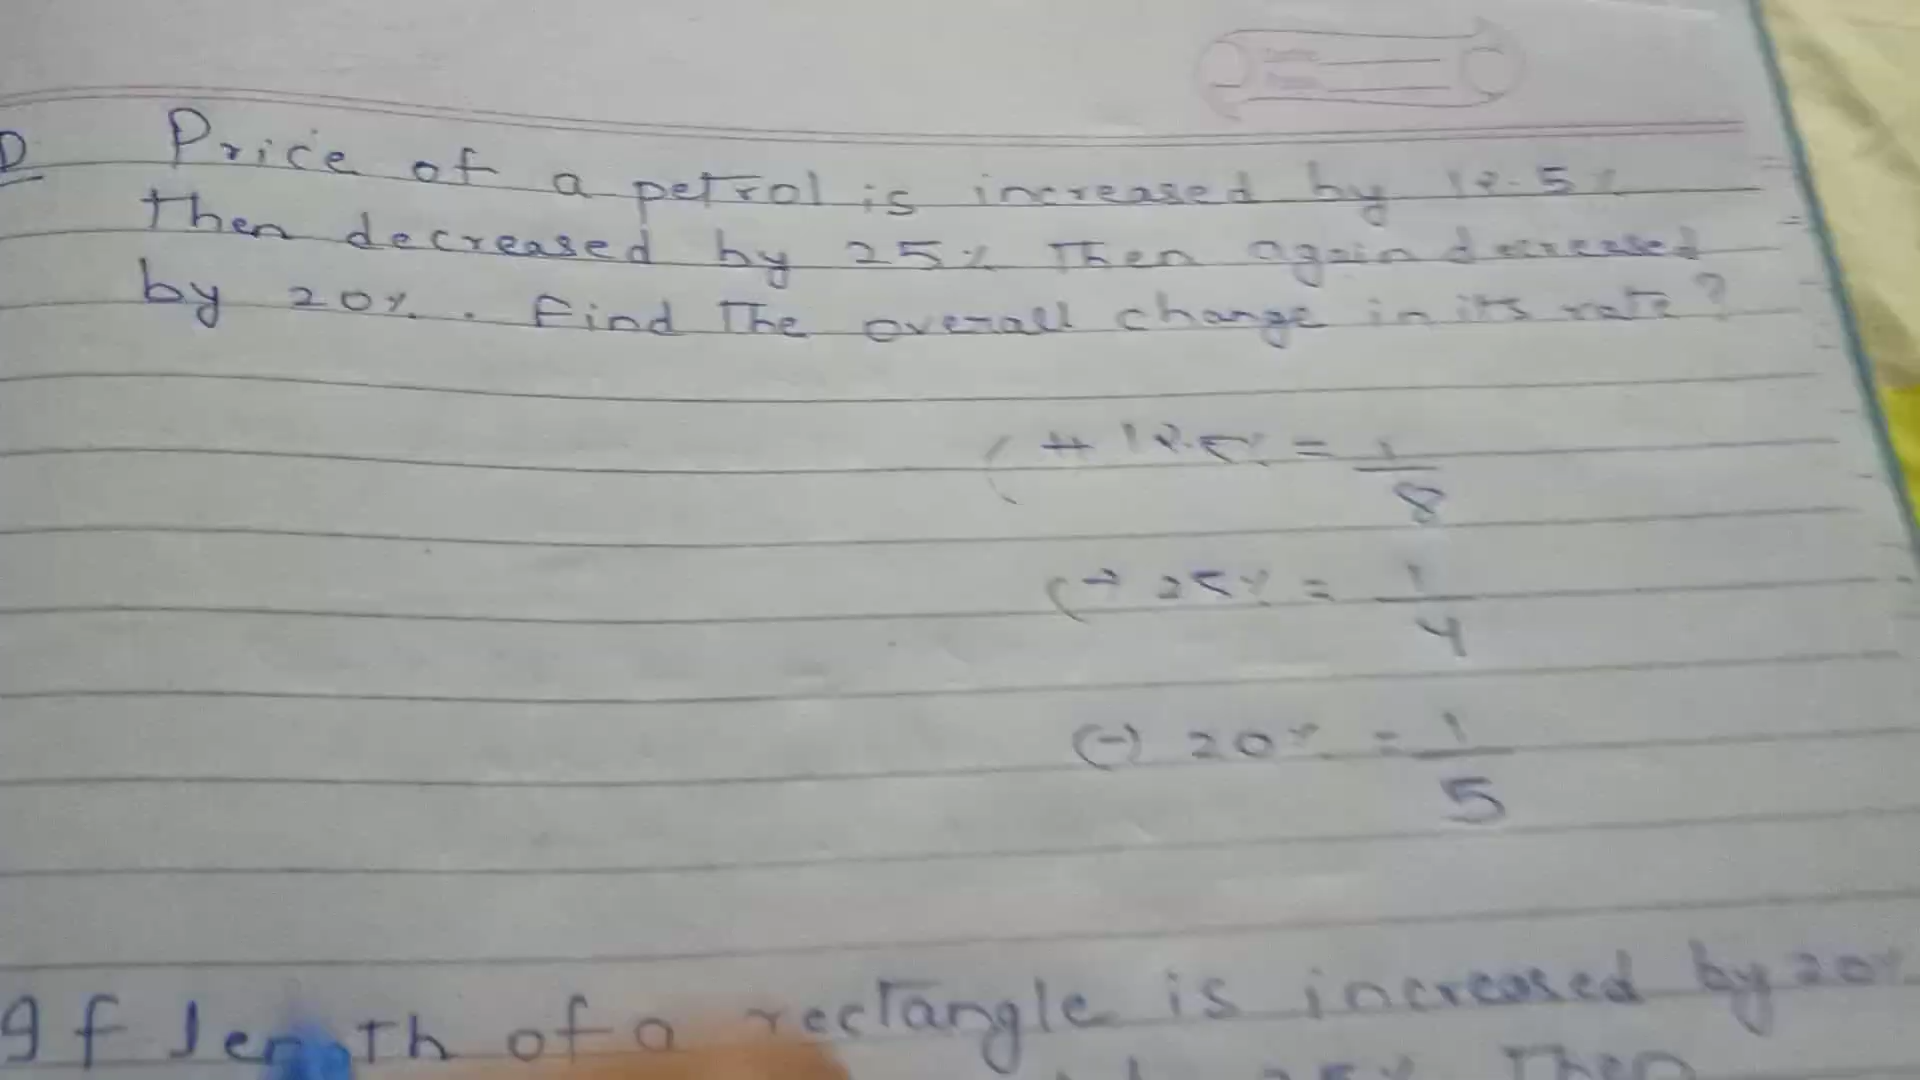 Price of a petrol is increased by 12.5%
then decreased by 25% Then again decreased
by 20%. Find The overall change in its rate?
(+ 12.5% = 1/8
(-) 25% = 1/4
(-) 20% = 1/5
If length of a rectangle is increased by 20%
25% Then